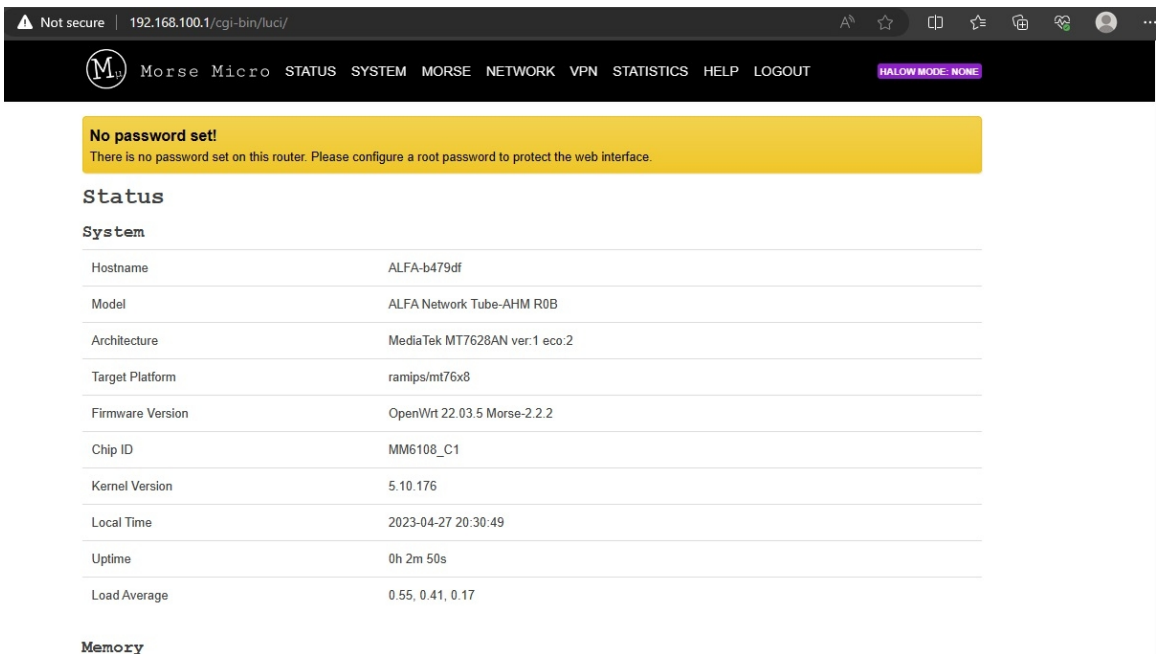 Not secure | 192.168.100.1/cgi-bin/luci/
Mμ Morse Micro STATUS SYSTEM MORSE NETWORK VPN STATISTICS HELP LOGOUT HALOW MODE: NONE
No password set!
There is no password set on this router. Please configure a root password to protect the web interface.
Status
System
Hostname ALFA-b479df
Model ALFA Network Tube-AHM R0B
Architecture MediaTek MT7628AN ver:1 eco:2
Target Platform ramips/mt76x8
Firmware Version OpenWrt 22.03.5 Morse-2.2.2
Chip ID MM6108_C1
Kernel Version 5.10.176
Local Time 2023-04-27 20:30:49
Uptime 0h 2m 50s
Load Average 0.55, 0.41, 0.17
Memory